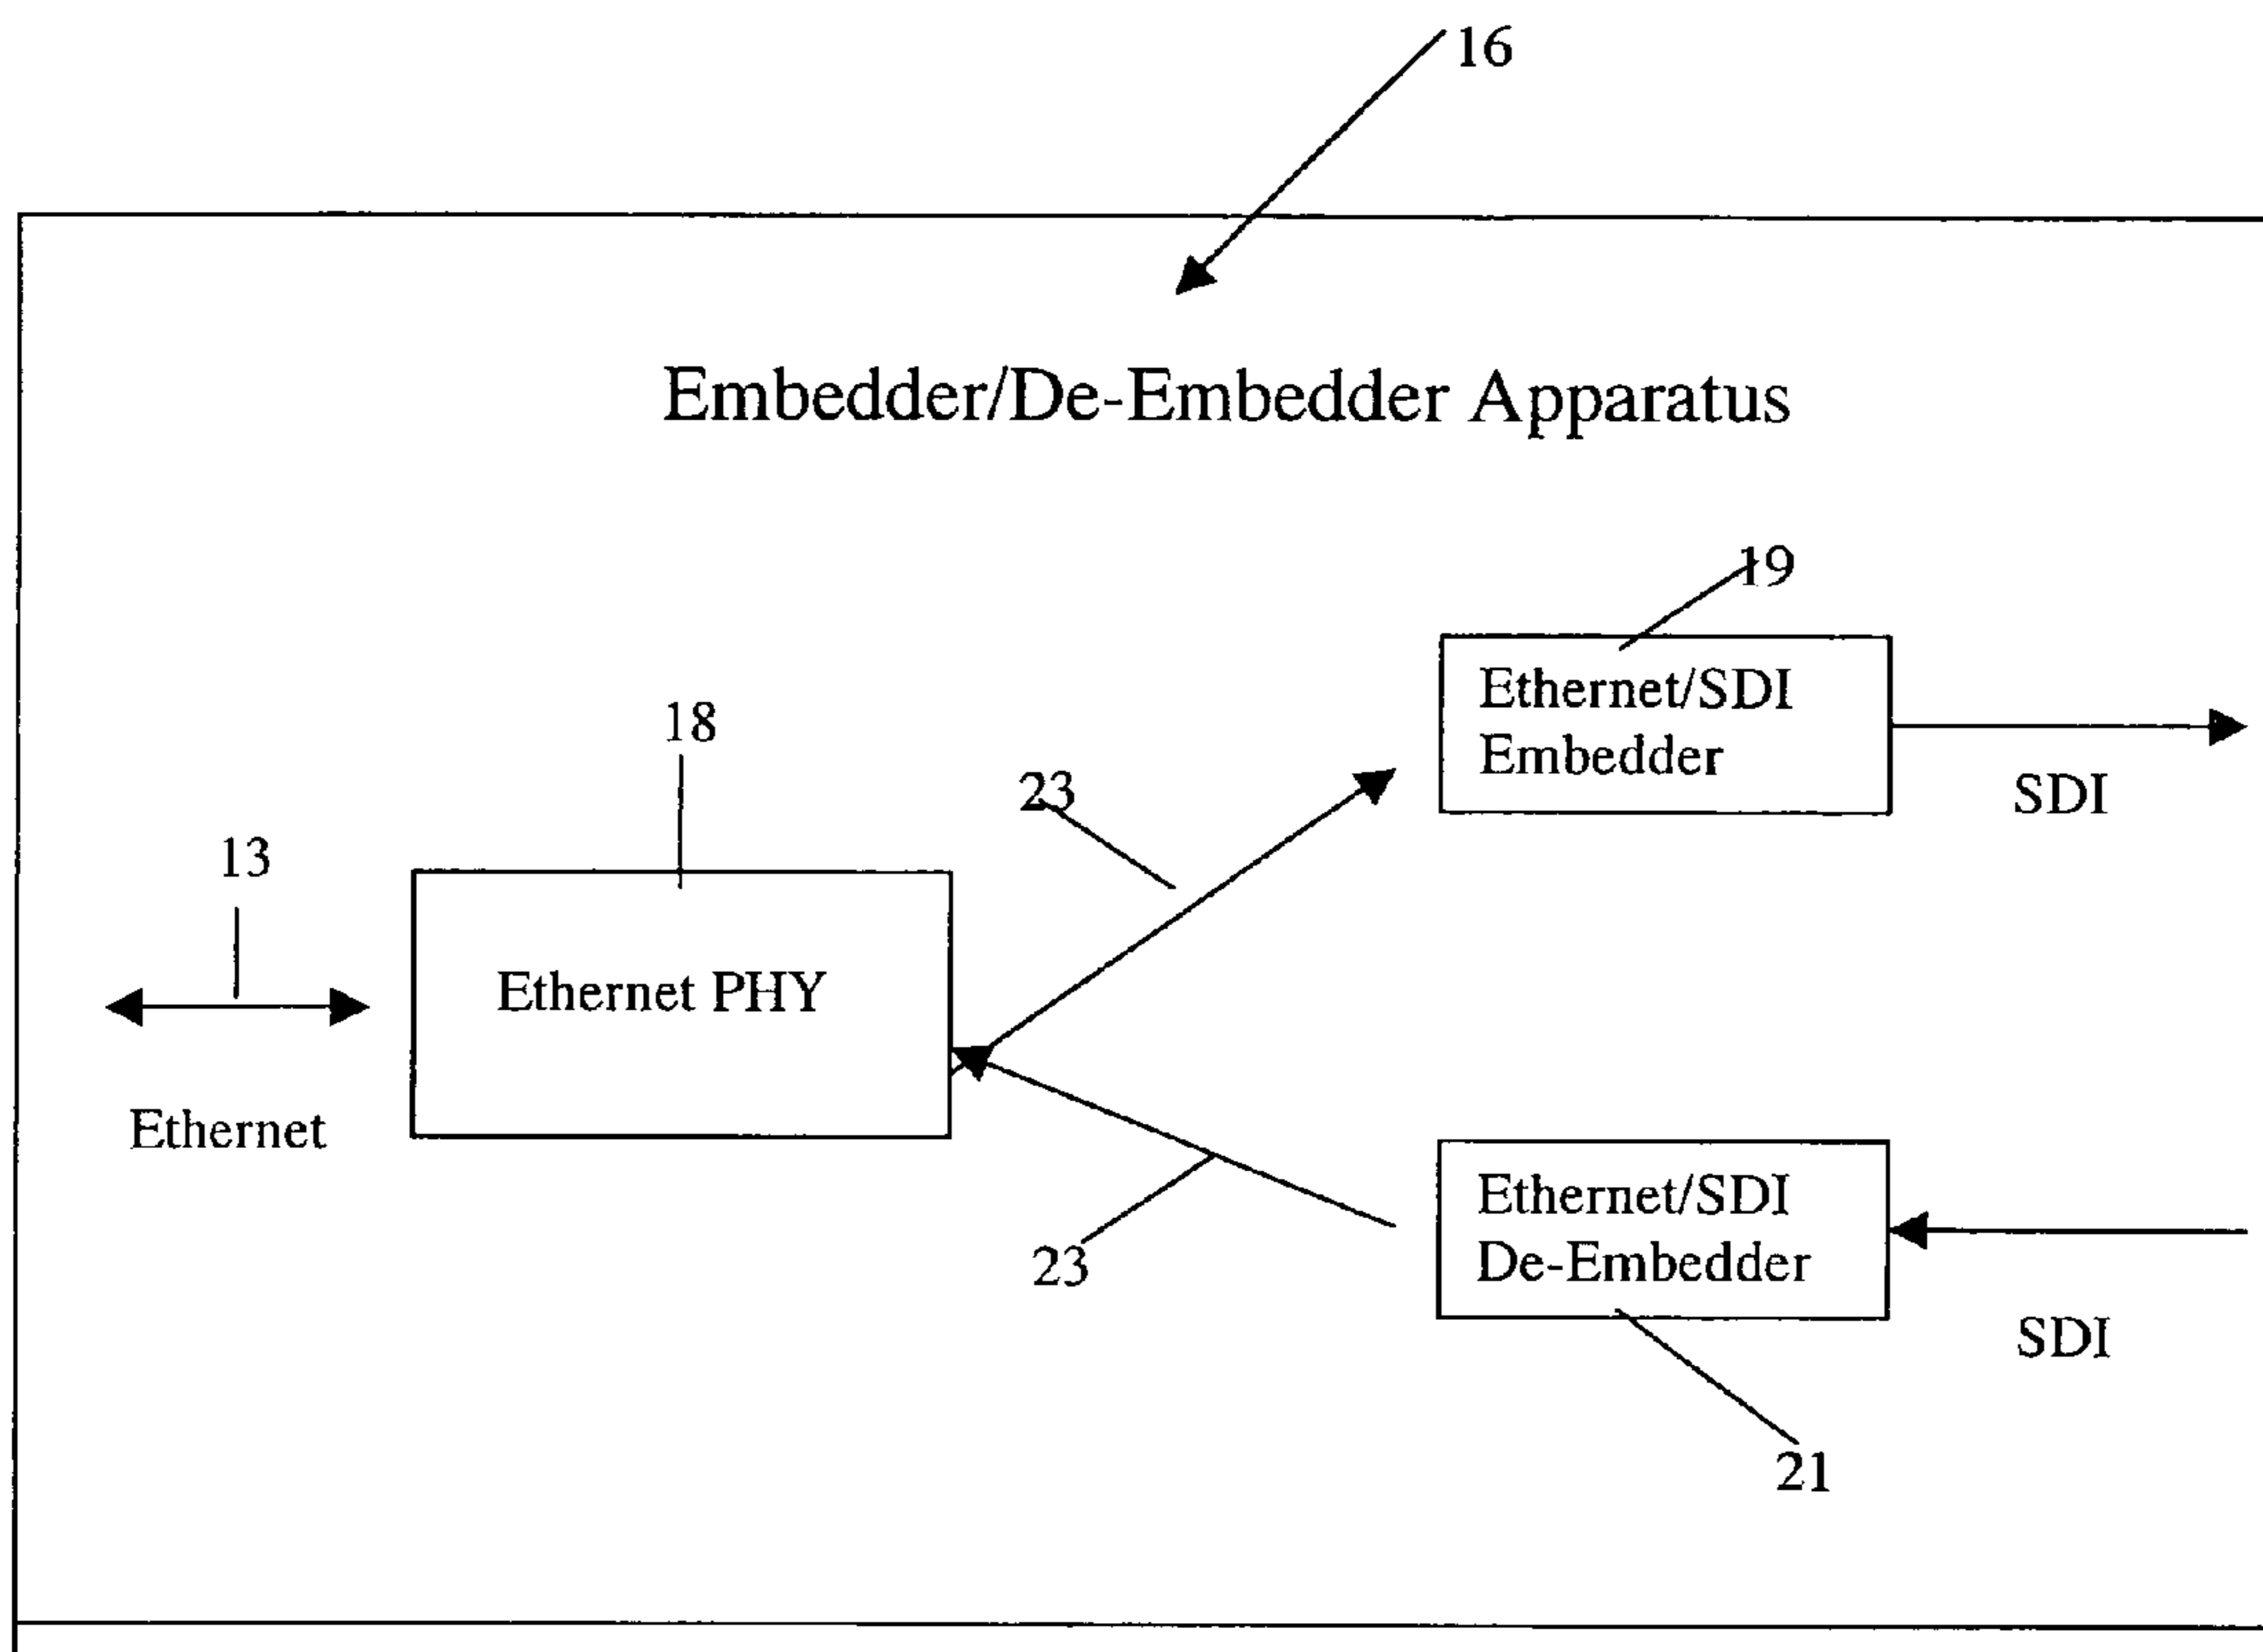 16
Embedder/De-Embedder Apparatus
19
Ethernet/SDI
Embedder
SDI
18
23
13
Ethernet PHY
Ethernet
23
Ethernet/SDI
De-Embedder
SDI
21